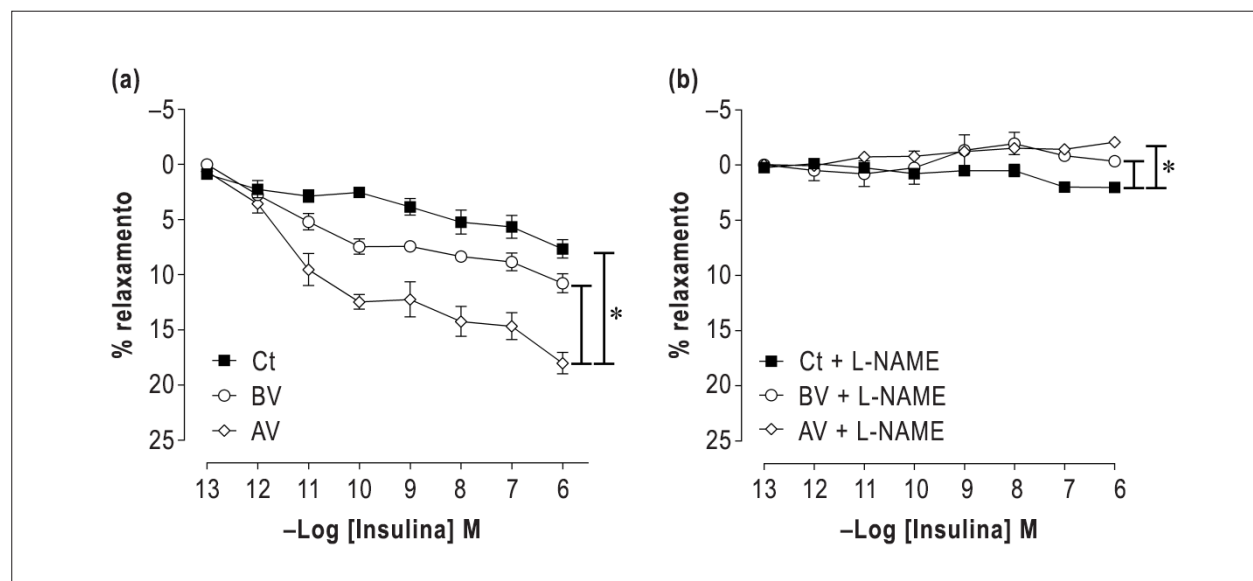 (a)
% relaxamento
–5
0
5
10
15
20
25
Ct
BV
AV
*
13 12 11 10 9 8 7 6
–Log [Insulina] M
(b)
% relaxamento
–5
0
5
10
15
20
25
Ct + L-NAME
BV + L-NAME
AV + L-NAME
*
13 12 11 10 9 8 7 6
–Log [Insulina] M